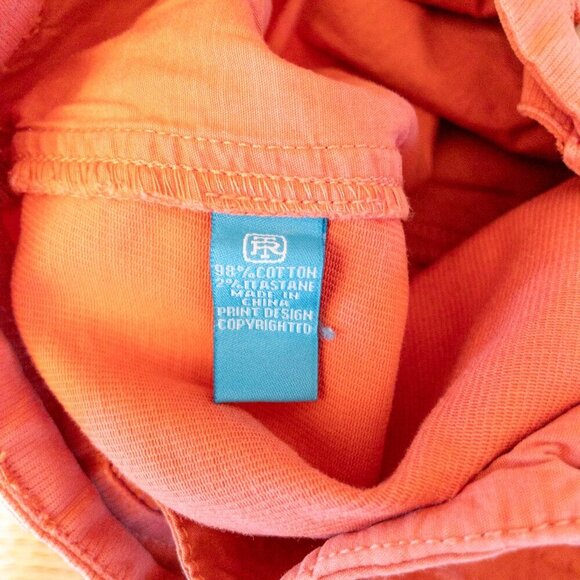 98% COTTON
2% ELASTANE
MADE IN
CHINA
PRINT DESIGN
COPYRIGHTED